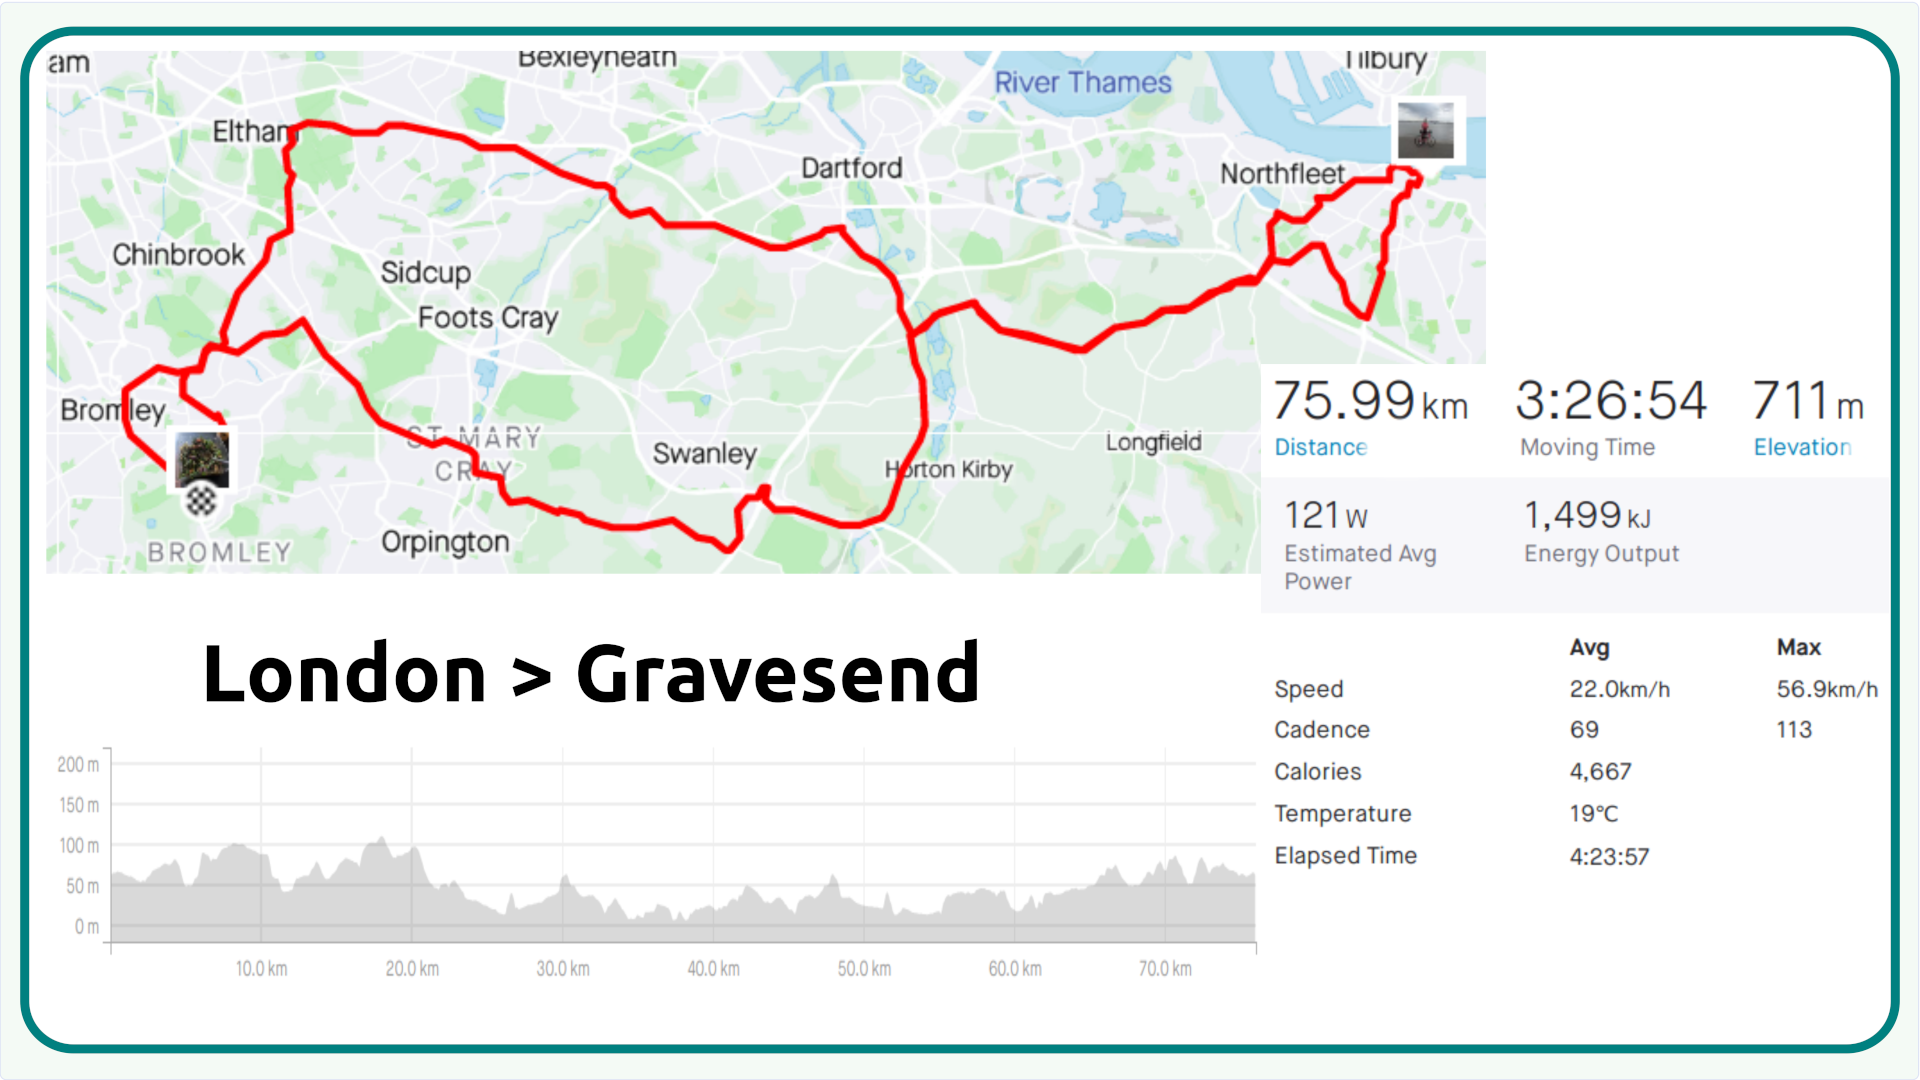 am
Bexleyheath
Tilbury
River Thames
Eltham
Dartford
Northfleet
Chinbrook
Sidcup
Foots Cray
Bromley
ST MARY
CRAY
Swanley
Horton Kirby
Longfield
Orpington
BROMLEY
75.99 km
3:26:54
711 m
Distance
Moving Time
Elevation
121 W
1,499 kJ
Estimated Avg
Power
Energy Output
London > Gravesend
Avg Max
Speed 22.0km/h 56.9km/h
Cadence 69 113
Calories 4,667
Temperature 19°C
Elapsed Time 4:23:57
200 m
150 m
100 m
50 m
0 m
10.0 km 20.0 km 30.0 km 40.0 km 50.0 km 60.0 km 70.0 km